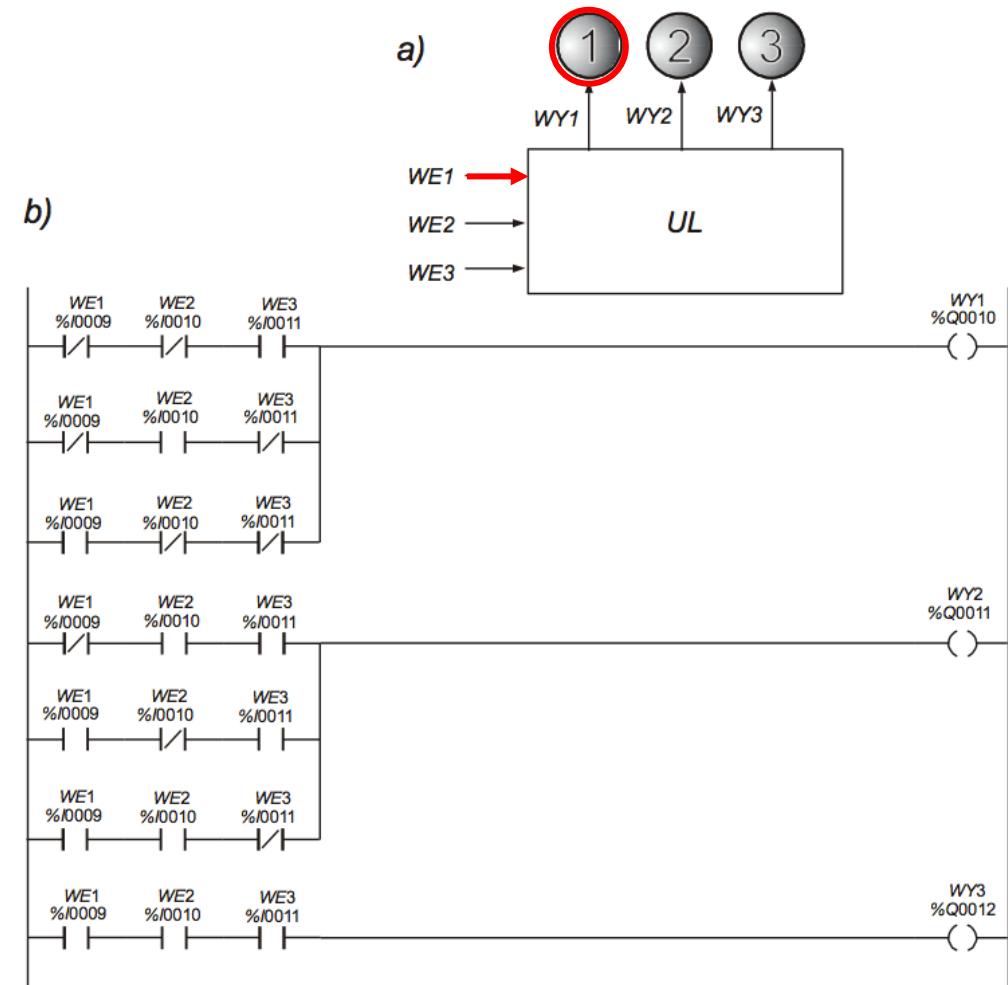 a)
1 2 3
WY1 WY2 WY3
WE1
WE2
WE3
UL
b)
WE1 WE2 WE3 WY1
%I0009 %I0010 %I0011 %Q0010
WE1 WE2 WE3
%I0009 %I0010 %I0011
WE1 WE2 WE3
%I0009 %I0010 %I0011
WE1 WE2 WE3 WY2
%I0009 %I0010 %I0011 %Q0011
WE1 WE2 WE3
%I0009 %I0010 %I0011
WE1 WE2 WE3
%I0009 %I0010 %I0011
WE1 WE2 WE3 WY3
%I0009 %I0010 %I0011 %Q0012